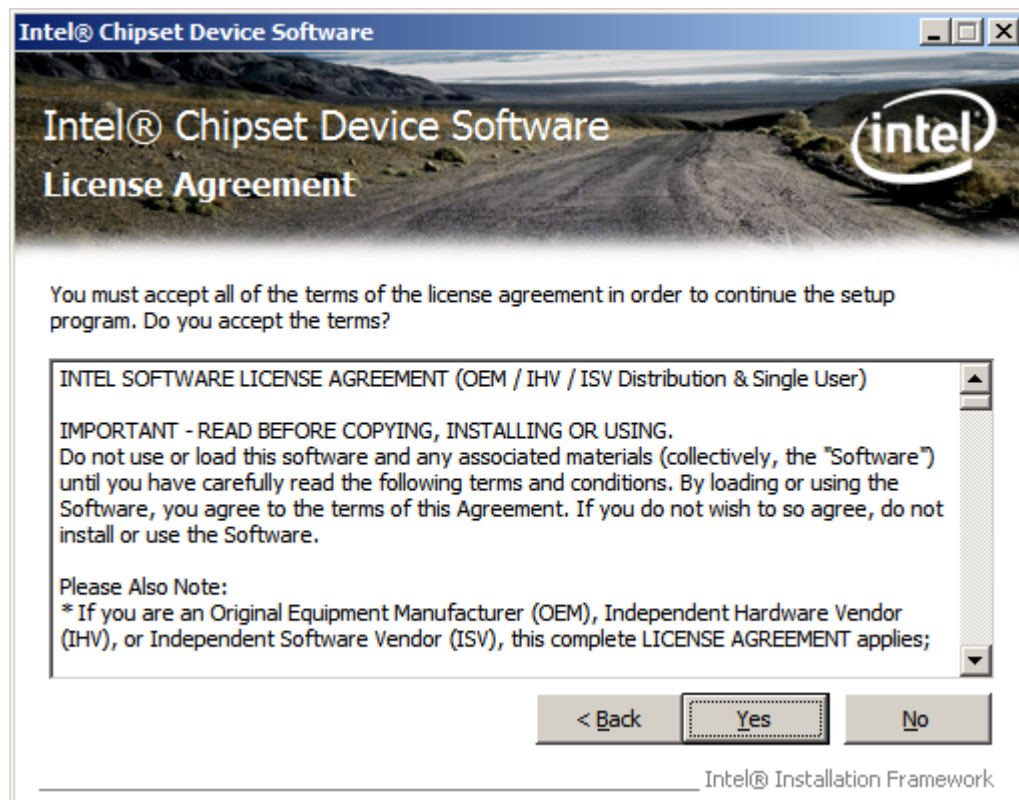 Intel® Chipset Device Software
Intel® Chipset Device Software
intel
License Agreement
You must accept all of the terms of the license agreement in order to continue the setup
program. Do you accept the terms?
INTEL SOFTWARE LICENSE AGREEMENT (OEM / IHV / ISV Distribution & Single User)
IMPORTANT - READ BEFORE COPYING, INSTALLING OR USING.
Do not use or load this software and any associated materials (collectively, the "Software")
until you have carefully read the following terms and conditions. By loading or using the
Software, you agree to the terms of this Agreement. If you do not wish to so agree, do not
install or use the Software.
Please Also Note:
* If you are an Original Equipment Manufacturer (OEM), Independent Hardware Vendor
(IHV), or Independent Software Vendor (ISV), this complete LICENSE AGREEMENT applies;
< Back Yes No
Intel® Installation Framework